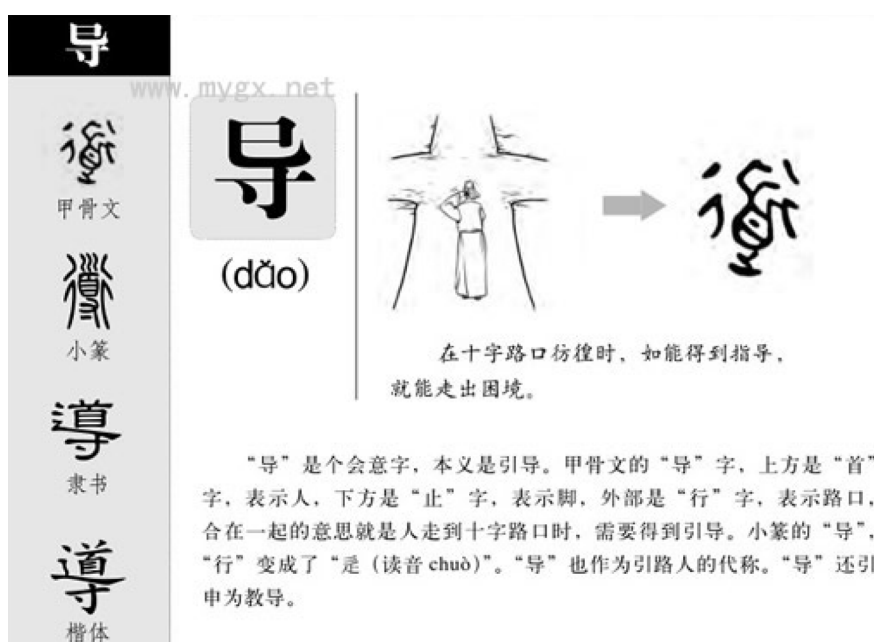 导
www.mygx.net
甲骨文
小篆
隶书
楷体
导
(dǎo)
在十字路口彷徨时，如能得到指导，
就能走出困境。
“导”是个会意字，本义是引导。甲骨文的“导”字，上方是“首”
字，表示人，下方是“止”字，表示脚，外部是“行”字，表示路口，
合在一起的意思就是人走到十字路口时，需要得到引导。小篆的“导”，
“行”变成了“辵（读音 chuò）”。“导”也作为引路人的代称。“导”还引
申为教导。